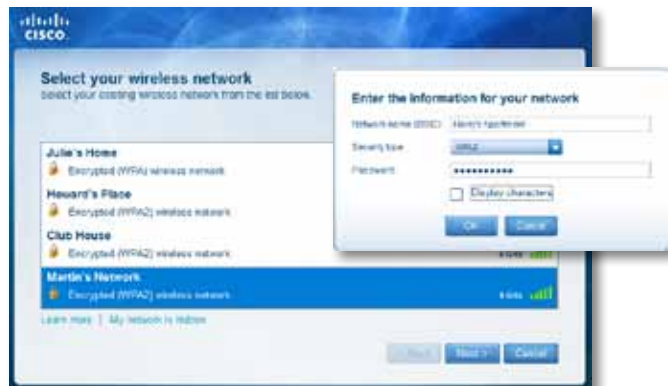 CISCO
Select your wireless network
Select your existing wireless network from the list below.
Julie's Home
Encrypted (WPA) wireless network
Howard's Place
Encrypted (WPA2) wireless network
Club House
Encrypted (WPA2) wireless network
Martin's Network
Encrypted (WPA2) wireless network
Learn more | My network is hidden
Next > Cancel
Enter the information for your network
Network name (SSID):
Security type
WPA2
Password
Display characters
OK Cancel